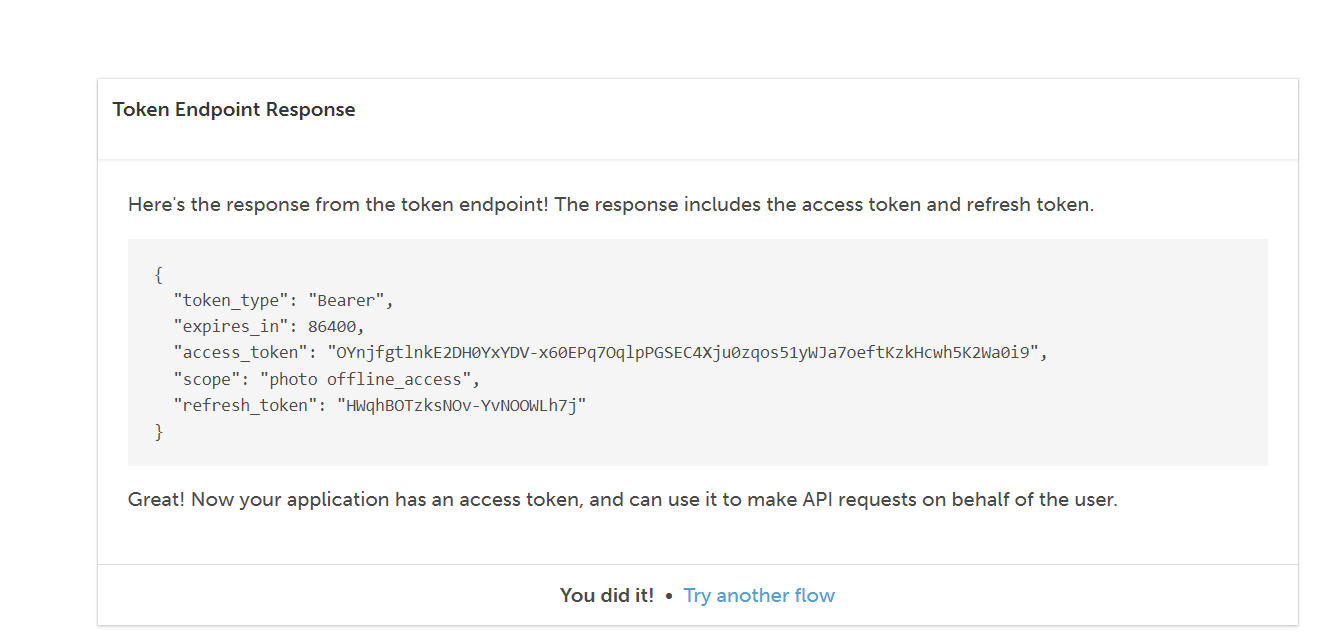 Token Endpoint Response
Here's the response from the token endpoint! The response includes the access token and refresh token.
{
"token_type": "Bearer",
"expires_in": 86400,
"access_token": "OYnjfgtlnkE2DH0YxYDV-x60EPq7OqlpPGSEC4Xju0zqos51yWJa7oeftKzkHcwh5K2Wa0i9",
"scope": "photo offline_access",
"refresh_token": "HWqhBOTzksNOv-YvNOOWLh7j"
}
Great! Now your application has an access token, and can use it to make API requests on behalf of the user.
You did it! • Try another flow